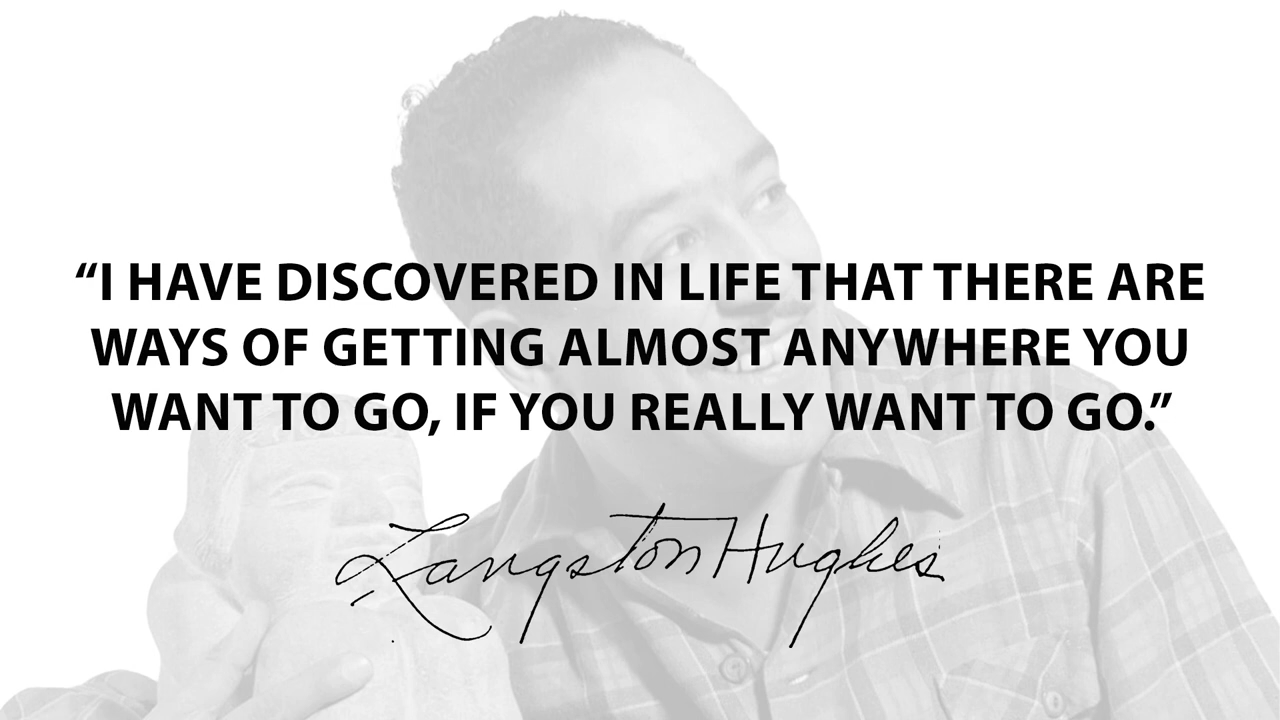 “I HAVE DISCOVERED IN LIFE THAT THERE ARE
WAYS OF GETTING ALMOST ANYWHERE YOU
WANT TO GO, IF YOU REALLY WANT TO GO.”
Langston Hughes